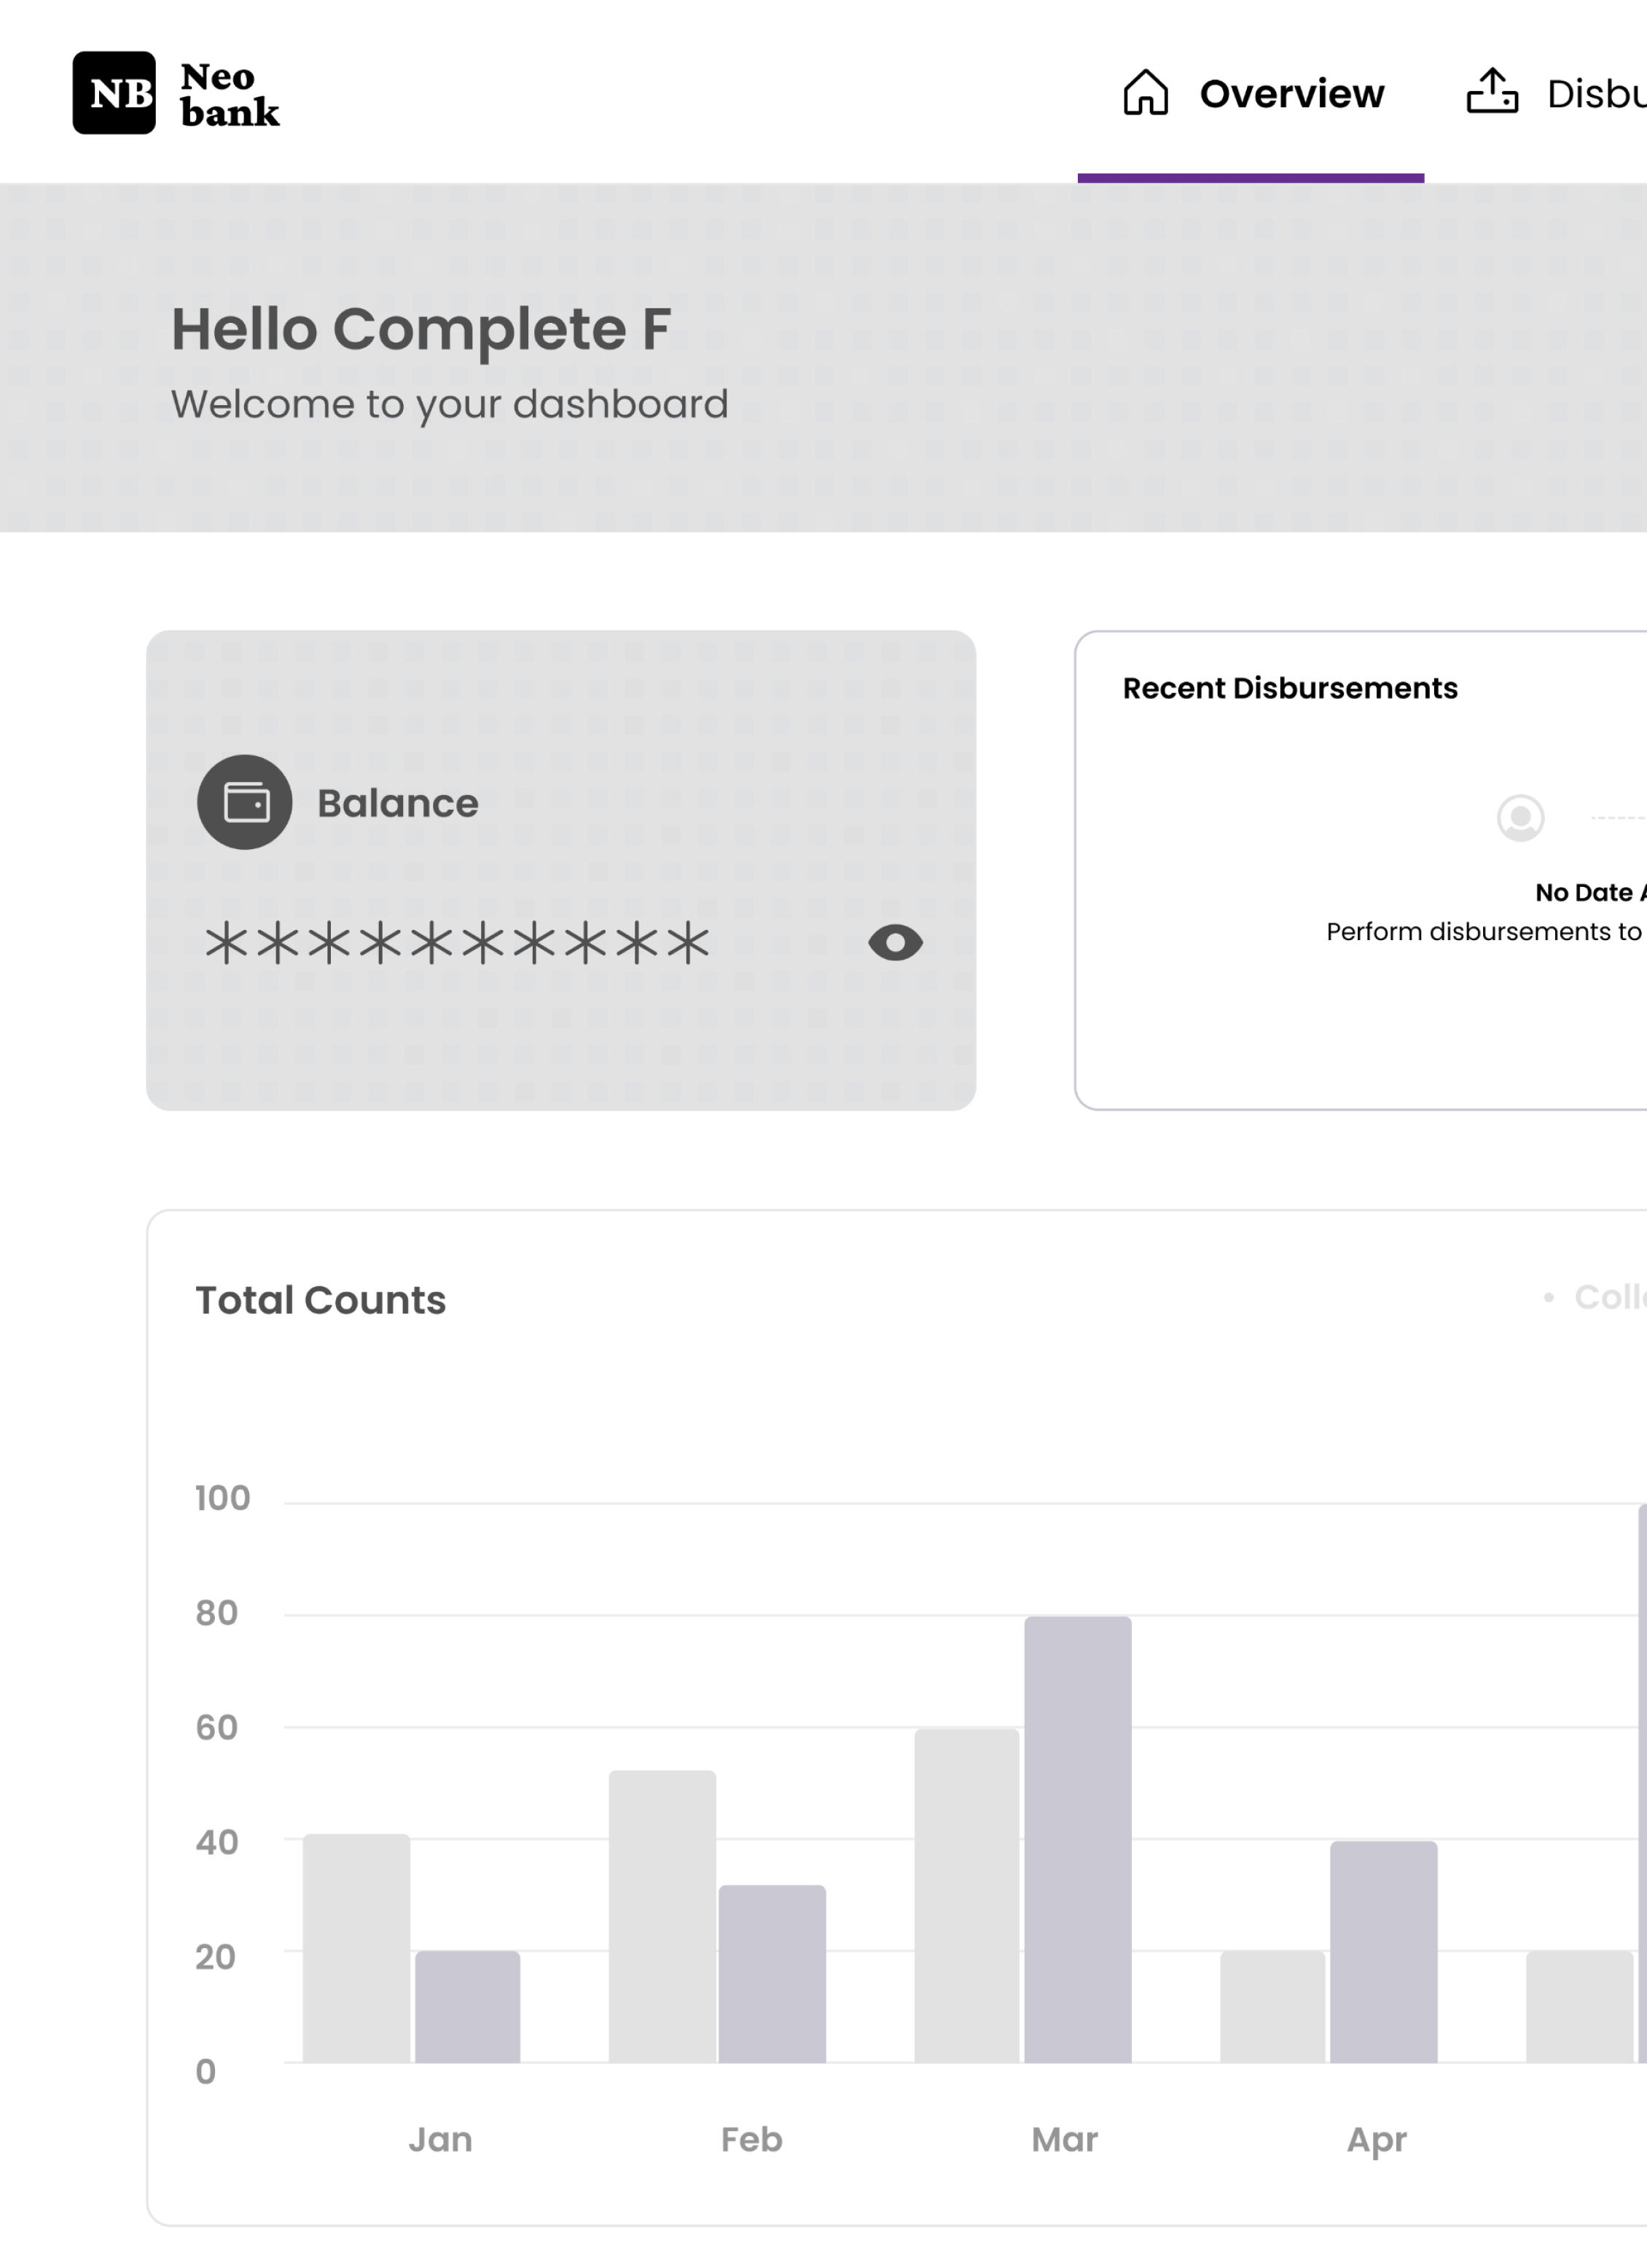 NB
Neo
bank
Overview
Disbu
Hello Complete F
Welcome to your dashboard
Balance
**********
Recent Disbursements
No Date A
Perform disbursements to
Total Counts
• Coll
100
80
60
40
20
0
Jan
Feb
Mar
Apr